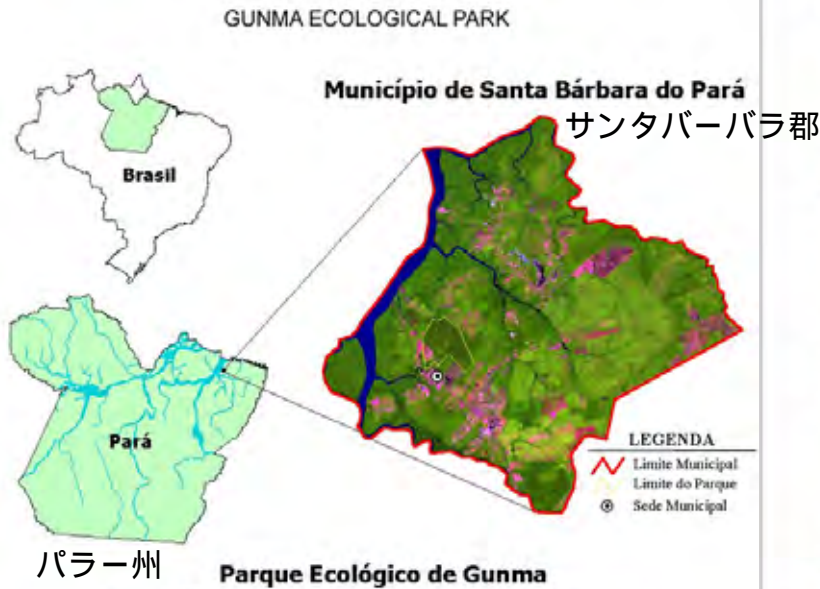 GUNMA ECOLOGICAL PARK
Município de Santa Bárbara do Pará
サンタバーバラ郡
Brasil
Pará
LEGENDA
Limite Municipal
Limite do Parque
Sede Municipal
パラー州
Parque Ecológico de Gunma